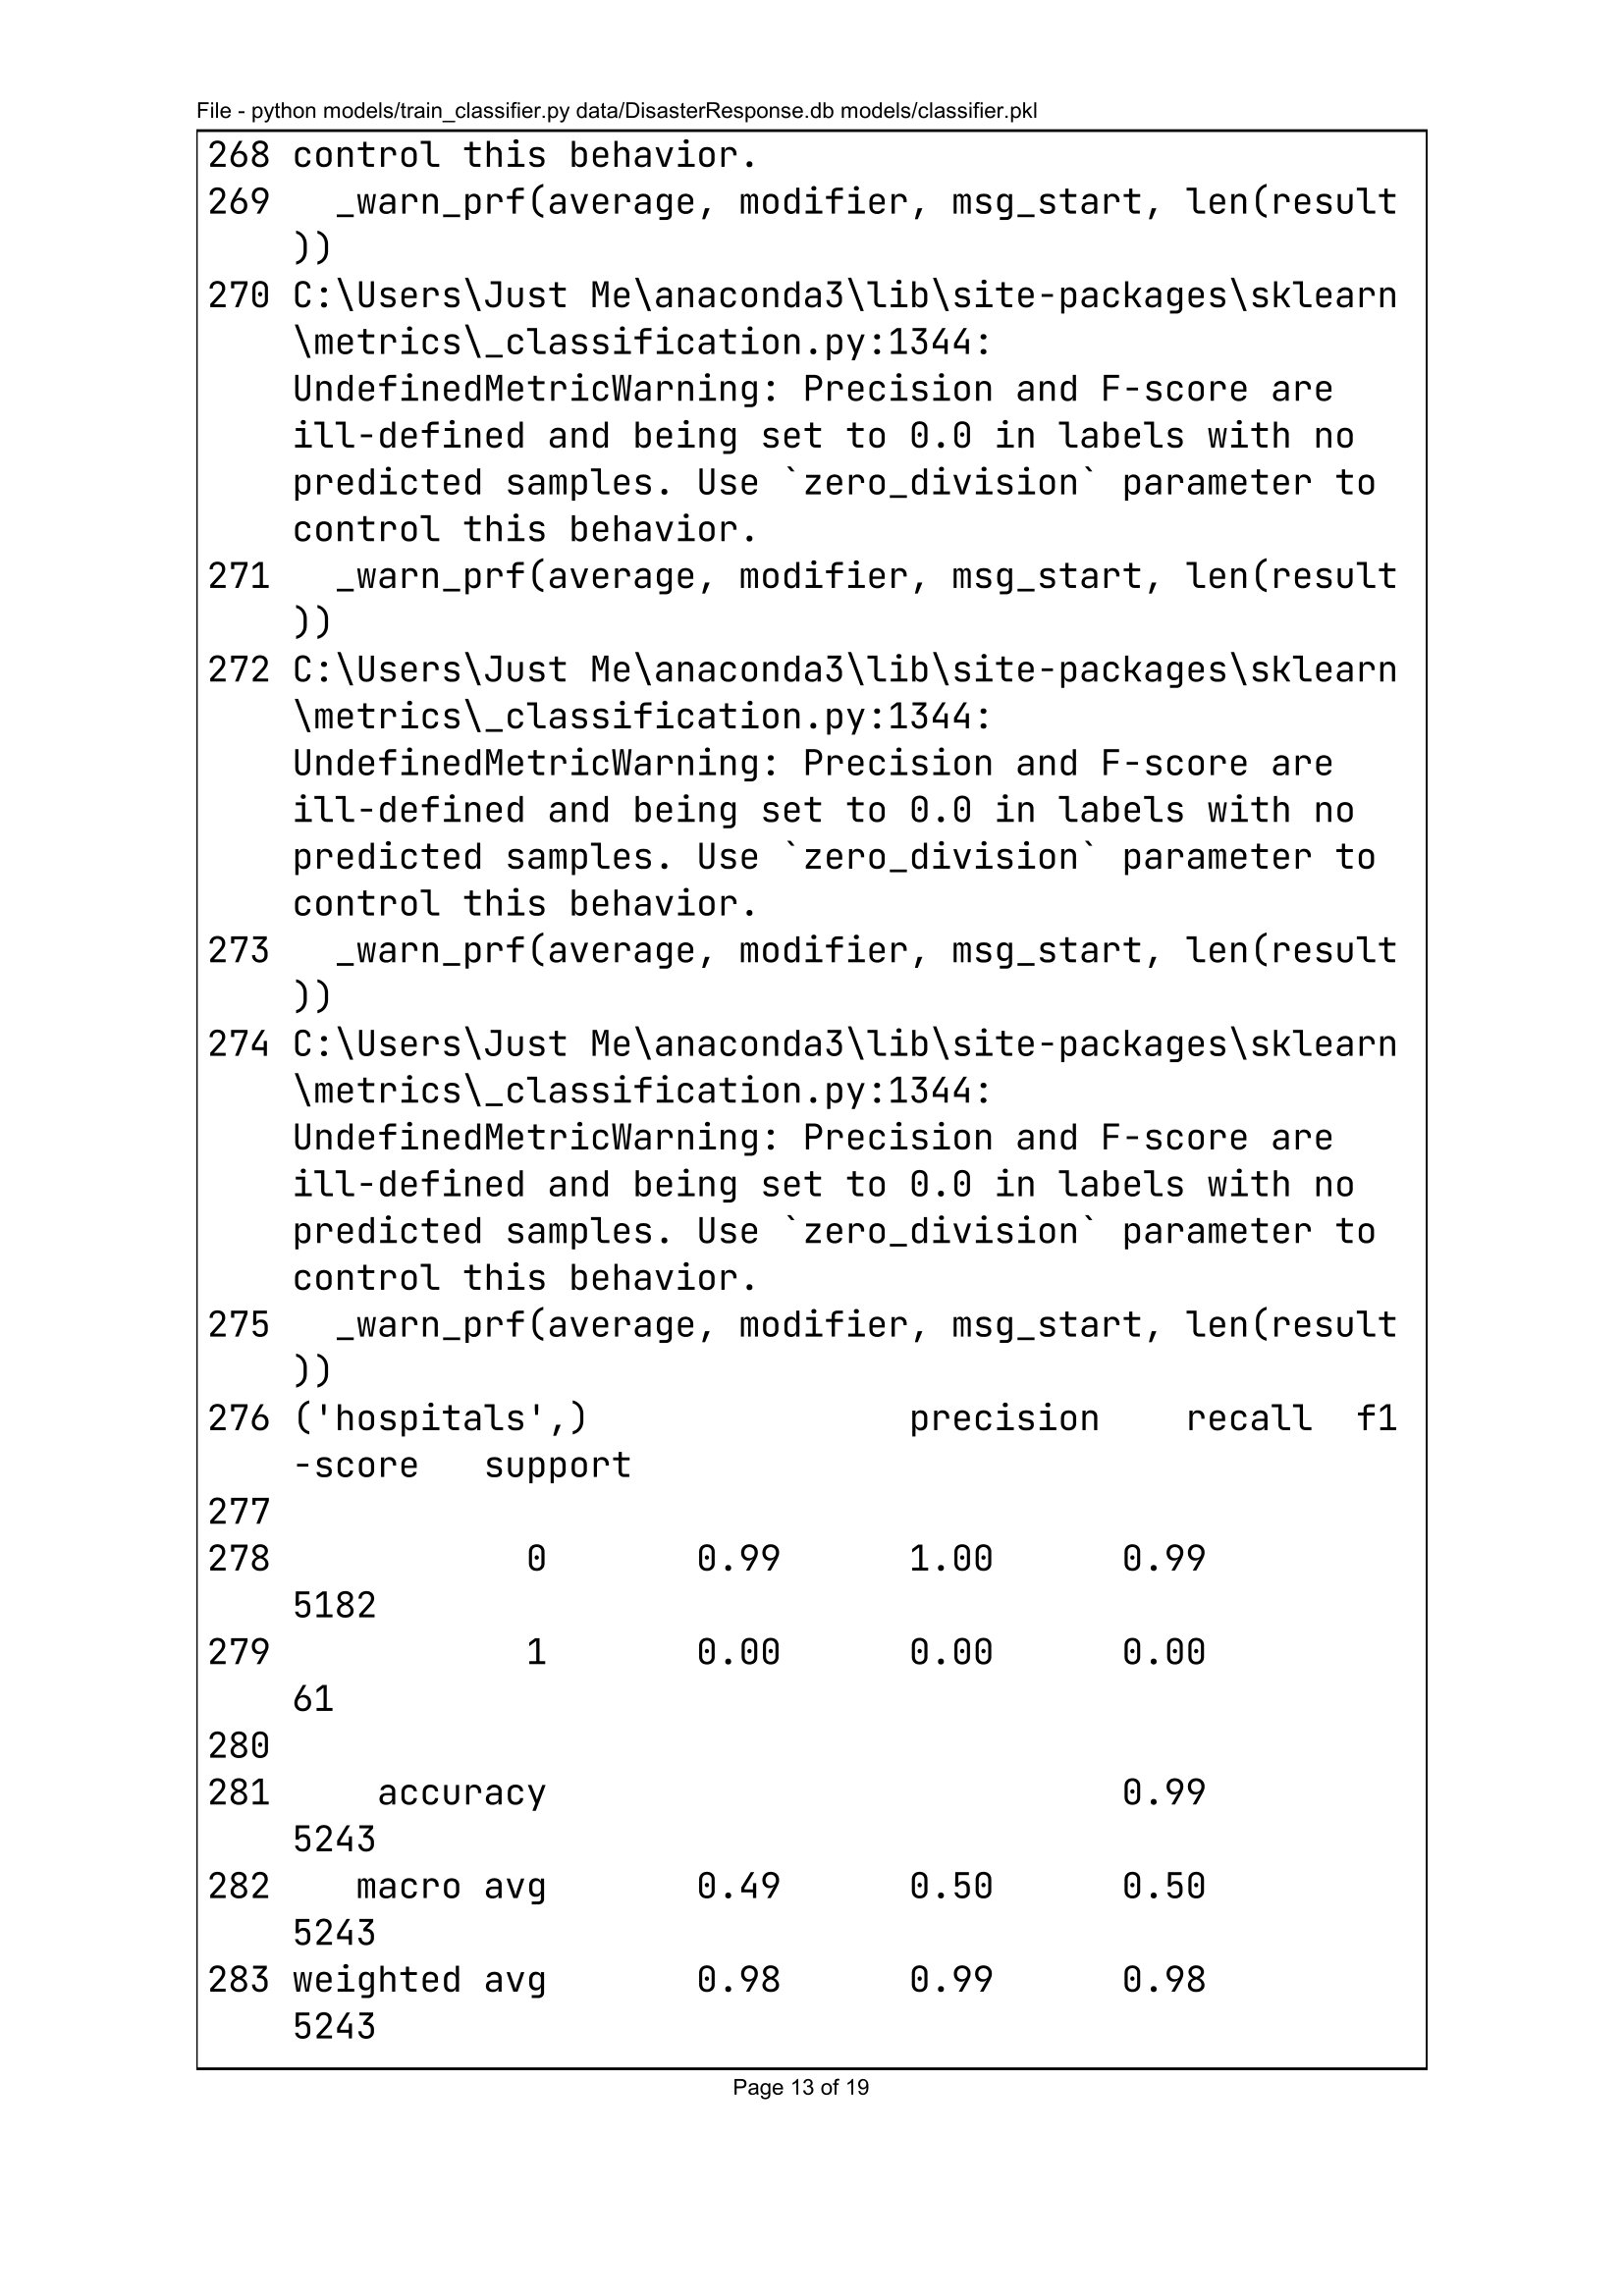 File - python models/train_classifier.py data/DisasterResponse.db models/classifier.pkl
268 control this behavior.
269   _warn_prf(average, modifier, msg_start, len(result
))
270 C:\Users\Just Me\anaconda3\lib\site-packages\sklearn
\metrics\_classification.py:1344:
UndefinedMetricWarning: Precision and F-score are
ill-defined and being set to 0.0 in labels with no
predicted samples. Use `zero_division` parameter to
control this behavior.
271   _warn_prf(average, modifier, msg_start, len(result
))
272 C:\Users\Just Me\anaconda3\lib\site-packages\sklearn
\metrics\_classification.py:1344:
UndefinedMetricWarning: Precision and F-score are
ill-defined and being set to 0.0 in labels with no
predicted samples. Use `zero_division` parameter to
control this behavior.
273   _warn_prf(average, modifier, msg_start, len(result
))
274 C:\Users\Just Me\anaconda3\lib\site-packages\sklearn
\metrics\_classification.py:1344:
UndefinedMetricWarning: Precision and F-score are
ill-defined and being set to 0.0 in labels with no
predicted samples. Use `zero_division` parameter to
control this behavior.
275   _warn_prf(average, modifier, msg_start, len(result
))
276 ('hospitals',)               precision    recall  f1
-score   support
277
278            0       0.99      1.00      0.99
5182
279            1       0.00      0.00      0.00
61
280
281     accuracy                           0.99
5243
282    macro avg       0.49      0.50      0.50
5243
283 weighted avg       0.98      0.99      0.98
5243
Page 13 of 19